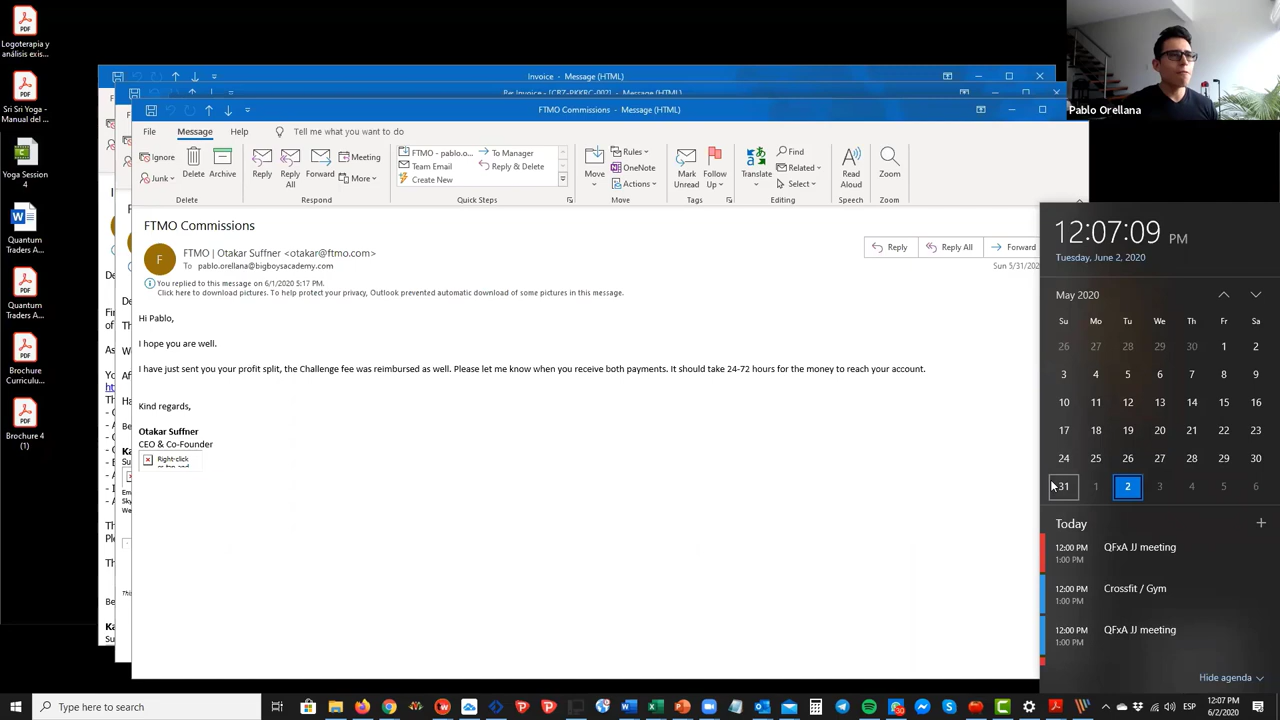 Logoterapia y
análisis exis...
Sri Sri Yoga -
Manual del ...
Yoga Session
4
Quantum
Traders A...
Quantum
Traders A...
Brochure
Curriculu...
Brochure 4
(1)
Invoice - Message (HTML)
FTMO Commissions - Message (HTML)
File
Message
Help
Tell me what you want to do
Ignore
Junk
Delete
Archive
Reply
Reply
All
Forward
Meeting
More
FTMO - pablo.o...
To Manager
Team Email
Reply & Delete
Create New
Move
Rules
OneNote
Actions
Mark
Unread
Follow
Up
Translate
Find
Related
Select
Read
Aloud
Zoom
Delete
Respond
Quick Steps
Move
Tags
Editing
Speech
Zoom
FTMO Commissions
F
FTMO | Otakar Suffner <otakar@ftmo.com>
To pablo.orellana@bigboysacademy.com
Reply
Reply All
Forward
Sun 5/31/202
You replied to this message on 6/1/2020 5:17 PM.
Click here to download pictures. To help protect your privacy, Outlook prevented automatic download of some pictures in this message.
Hi Pablo,
I hope you are well.
I have just sent you your profit split, the Challenge fee was reimbursed as well. Please let me know when you receive both payments. It should take 24-72 hours for the money to reach your account.
Kind regards,
Otakar Suffner
CEO & Co-Founder
Right-click
Pablo Orellana
12:07:09 PM
Tuesday, June 2, 2020
May 2020
Su Mo Tu We Th Fr Sa
26 27 28 29 30 1 2
3 4 5 6 7 8 9
10 11 12 13 14 15 16
17 18 19 20 21 22 23
24 25 26 27 28 29 30
31 1 2 3 4 5 6
Today
12:00 PM QFxA JJ meeting
1:00 PM
12:00 PM Crossfit / Gym
1:00 PM
12:00 PM QFxA JJ meeting
1:00 PM
Hide agenda
Type here to search
ESP
12:07 PM
6/2/2020